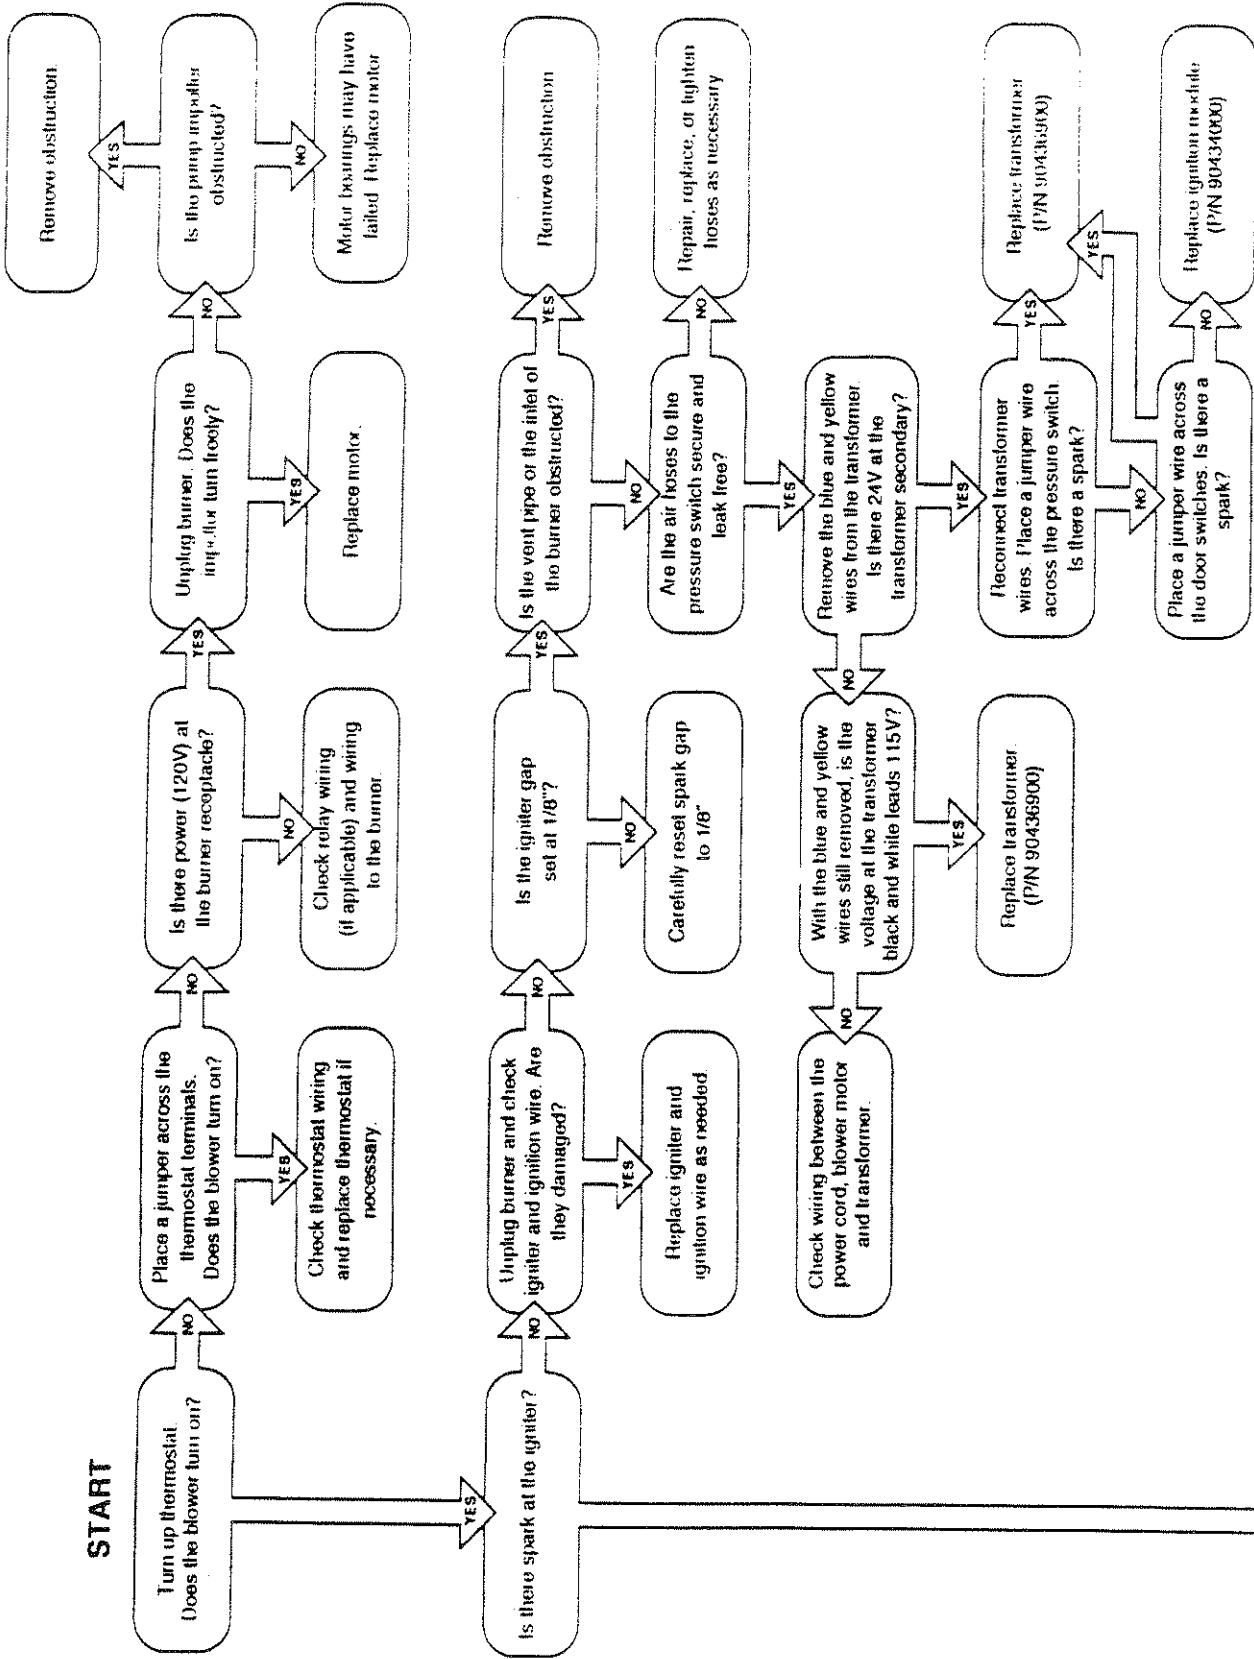 START
Turn up thermostat.
Does the blower turn on?
NO
Place a jumper across the
thermostat terminals.
Does the blower turn on?
NO
Is there power (120V) at
the burner receptacle?
YES
Unplug burner. Does the
turn freely?
NO
Is the pump impeller
obstructed?
YES
Remove obstruction.
NO
Motor bearings may have
failed. Replace motor
YES
Check thermostat wiring
and replace thermostat if
necessary.
NO
Check relay wiring
(if applicable) and wiring
to the burner.
YES
Replace motor.
YES
Is there spark at the igniter?
NO
Unplug burner and check
igniter and ignition wire. Are
they damaged?
NO
Is the igniter gap
set at 1/8"?
YES
Is the vent pipe or the inlet of
the burner obstructed?
YES
Remove obstruction
YES
Replace igniter and
ignition wire as needed.
NO
Carefully reset spark gap
to 1/8"
NO
Are the air hoses to the
pressure switch secure and
leak free?
NO
Repair, replace, or tighten
hoses as necessary
YES
Remove the blue and yellow
wires from the transformer.
Is there 24V at the
transformer secondary?
NO
With the blue and yellow
wires still removed, is the
voltage at the transformer
black and while leads 115V?
NO
Check wiring between the
power cord, blower motor
and transformer.
YES
Replace transformer
(P/N 90436900)
YES
Reconnect transformer
wires. Place a jumper wire
across the pressure switch.
Is there a spark?
YES
Replace transformer
(P/N 90436900)
NO
Place a jumper wire across
the door switches. Is there a
spark?
YES
NO
Replace ignition module
(P/N 90434000)